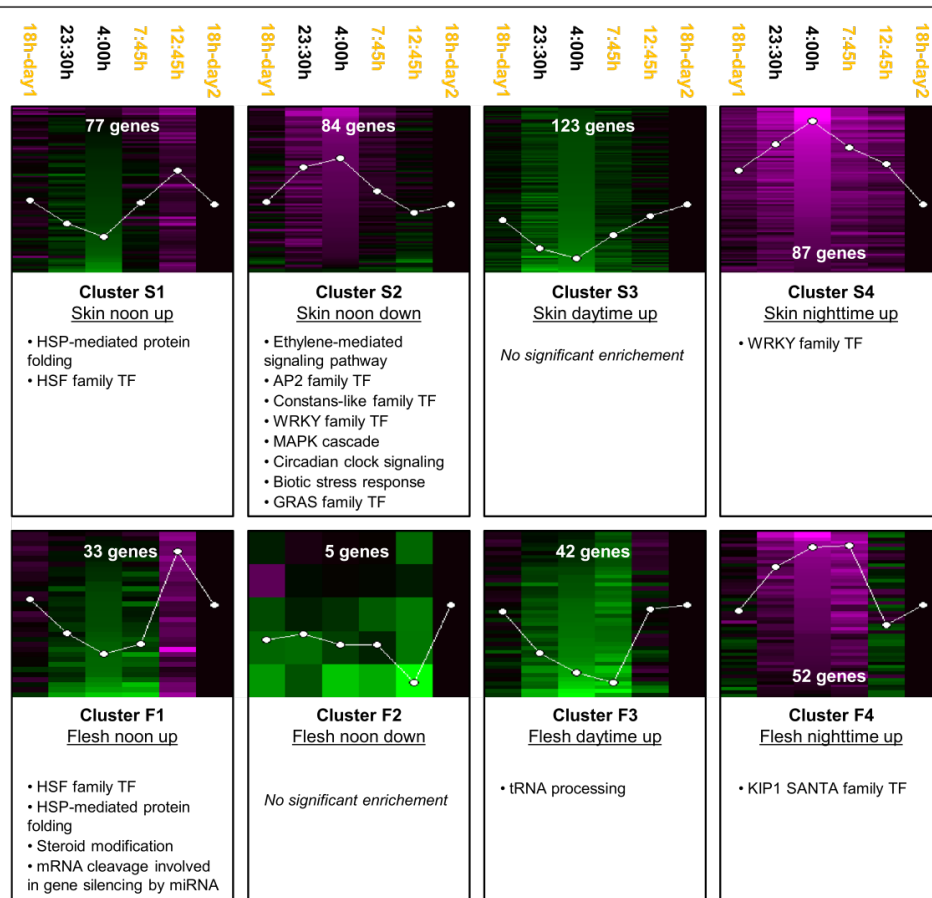 18h-day1
23:30h
4:00h
7:45h
12:45h
18h-day2
18h-day1
23:30h
4:00h
7:45h
12:45h
18h-day2
18h-day1
23:30h
4:00h
7:45h
12:45h
18h-day2
18h-day1
23:30h
4:00h
7:45h
12:45h
18h-day2
77 genes
Cluster S1
Skin noon up
• HSP-mediated protein
folding
• HSF family TF
84 genes
Cluster S2
Skin noon down
• Ethylene-mediated
signaling pathway
• AP2 family TF
• Constans-like family TF
• WRKY family TF
• MAPK cascade
• Circadian clock signaling
• Biotic stress response
• GRAS family TF
123 genes
Cluster S3
Skin daytime up
No significant enrichement
87 genes
Cluster S4
Skin nighttime up
• WRKY family TF
33 genes
Cluster F1
Flesh noon up
• HSF family TF
• HSP-mediated protein
folding
• Steroid modification
• mRNA cleavage involved
in gene silencing by miRNA
5 genes
Cluster F2
Flesh noon down
No significant enrichement
42 genes
Cluster F3
Flesh daytime up
• tRNA processing
52 genes
Cluster F4
Flesh nighttime up
• KIP1 SANTA family TF